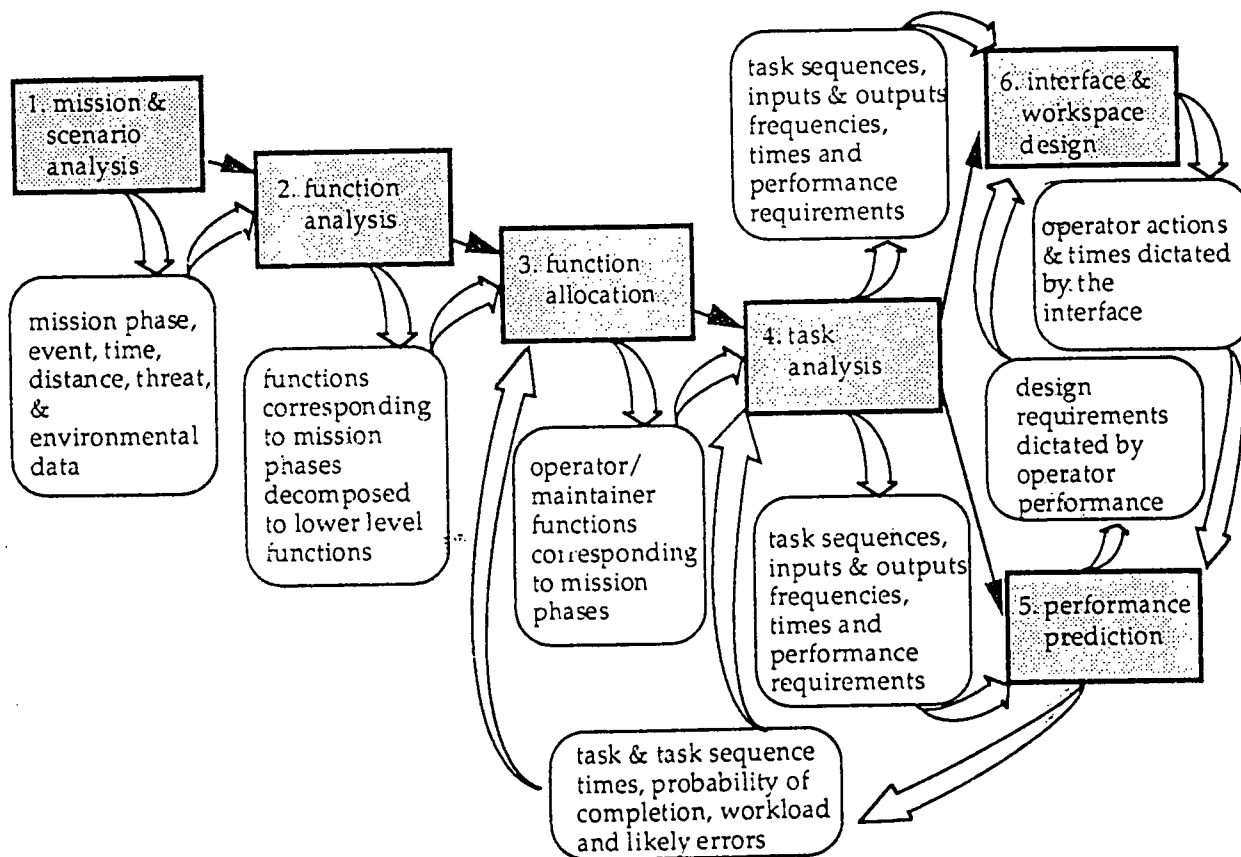 1. mission &
scenario
analysis
mission phase,
event, time,
distance, threat,
&
environmental
data
2. function
analysis
functions
corresponding
to mission
phases
decomposed
to lower level
functions
3. function
allocation
operator/
maintainer
functions
corresponding
to mission
phases
4. task
analysis
task sequences,
inputs & outputs
frequencies,
times and
performance
requirements
task sequences,
inputs & outputs
frequencies,
times and
performance
requirements
6. interface &
workspace
design
operator actions
& times dictated
by the
interface
design
requirements
dictated by
operator
performance
5. performance
prediction
task & task sequence
times, probability of
completion, workload
and likely errors